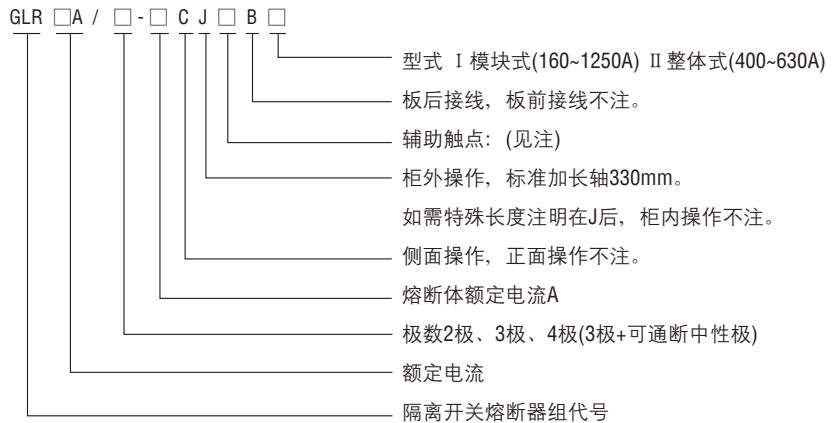 GLR □A / □ - □ C J □ B □
型式 Ⅰ 模块式(160~1250A) Ⅱ 整体式(400~630A)
板后接线，板前接线不注。
辅助触点：(见注)
柜外操作，标准加长轴330mm。
如需特殊长度注明在J后，柜内操作不注。
侧面操作，正面操作不注。
熔断体额定电流A
极数2极、3极、4极(3极+可通断中性极)
额定电流
隔离开关熔断器组代号